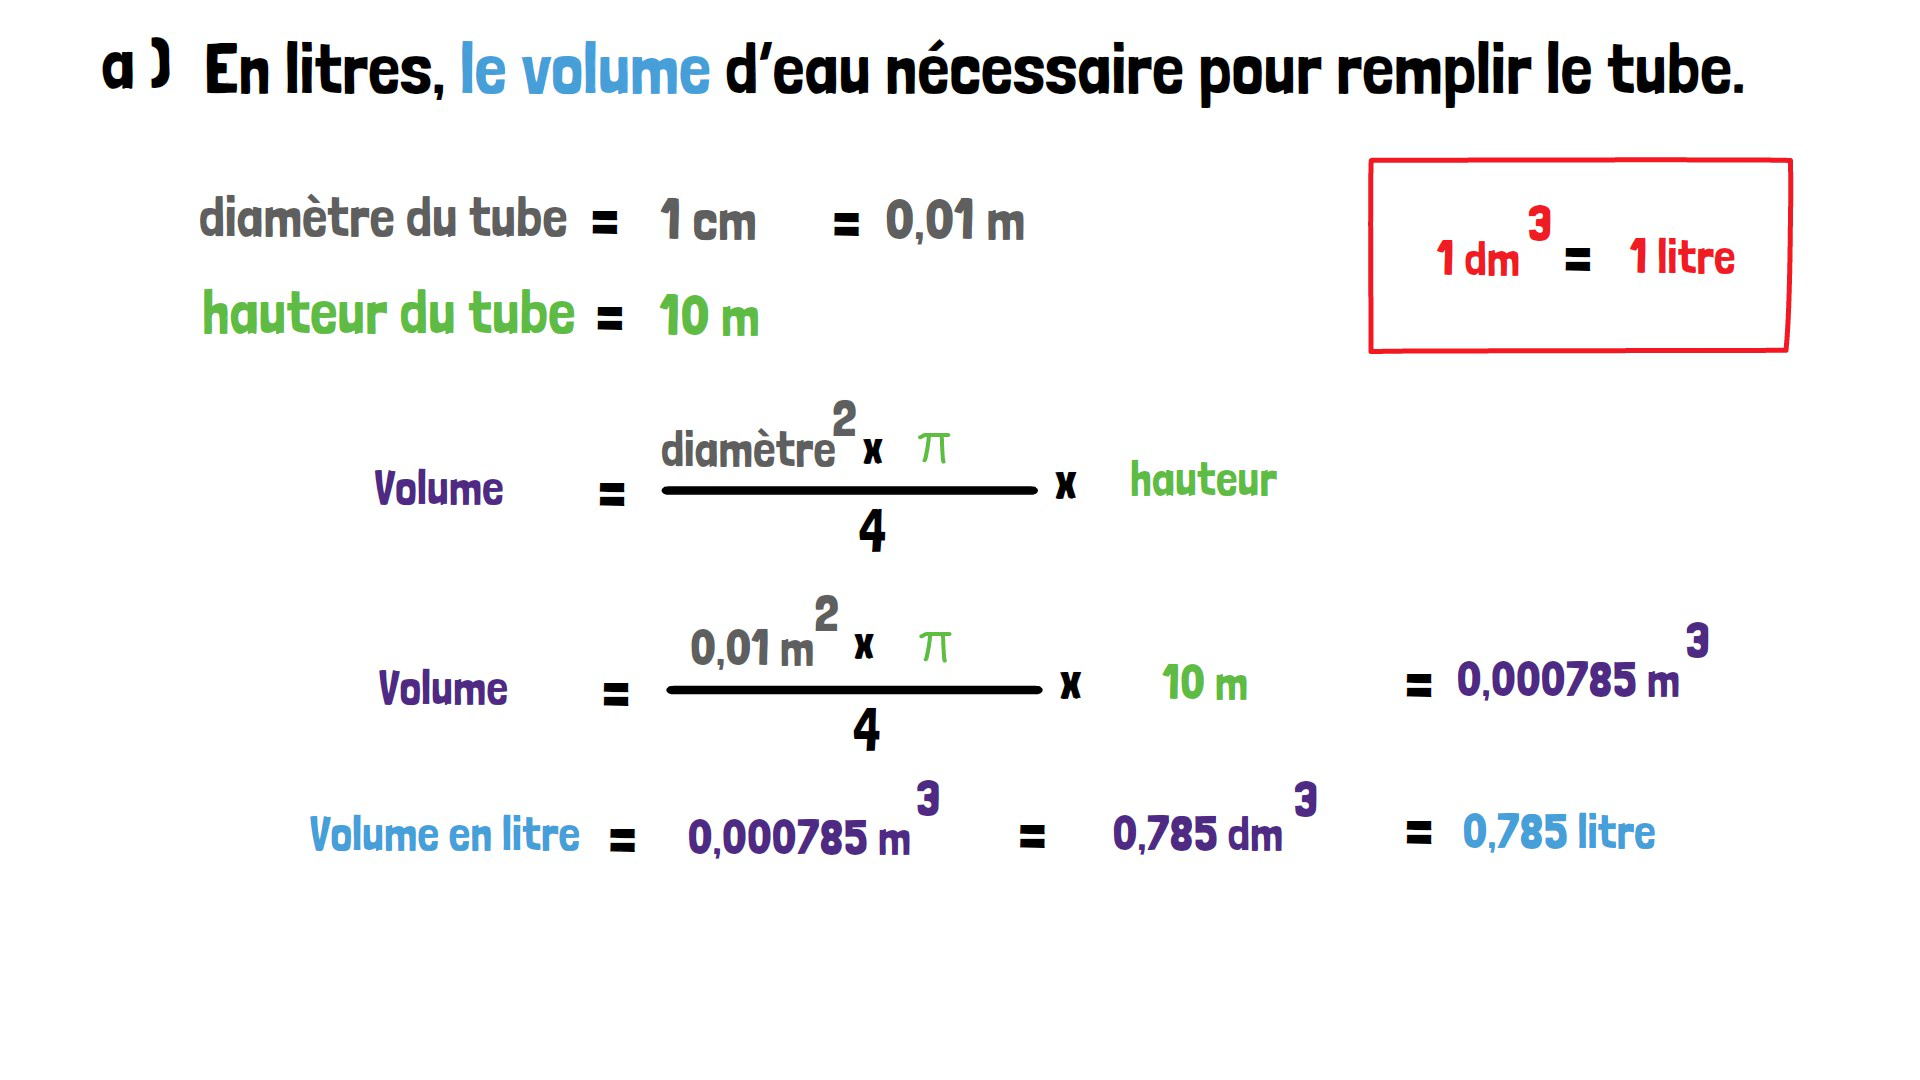 a ) En litres, le volume d'eau nécessaire pour remplir le tube.
diamètre du tube = 1 cm = 0,01 m
1 dm³ = 1 litre
hauteur du tube = 10 m
Volume = diamètre² x π / 4 x hauteur
Volume = 0,01 m² x π / 4 x 10 m = 0,000785 m³
Volume en litre = 0,000785 m³ = 0,785 dm³ = 0,785 litre